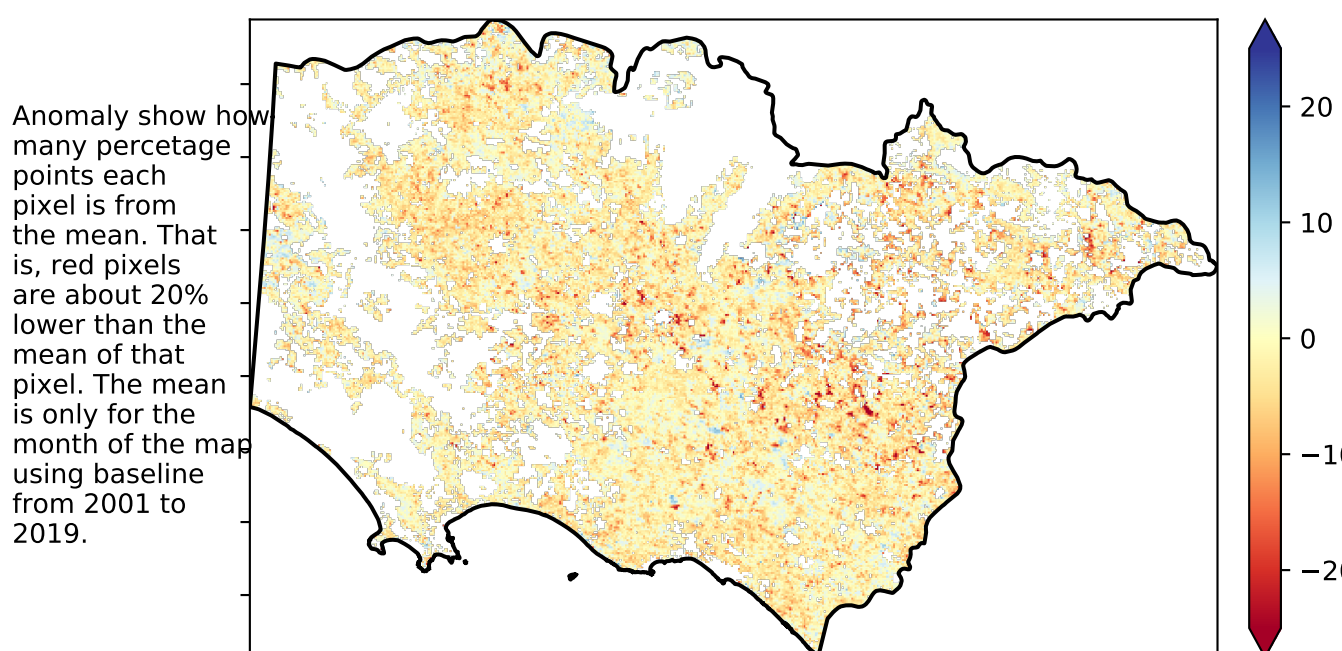 Anomaly show how
many percetage
points each
pixel is from
the mean. That
is, red pixels
are about 20%
lower than the
mean of that
pixel. The mean
is only for the
month of the map
using baseline
from 2001 to
2019.
20
10
0
−10
−20